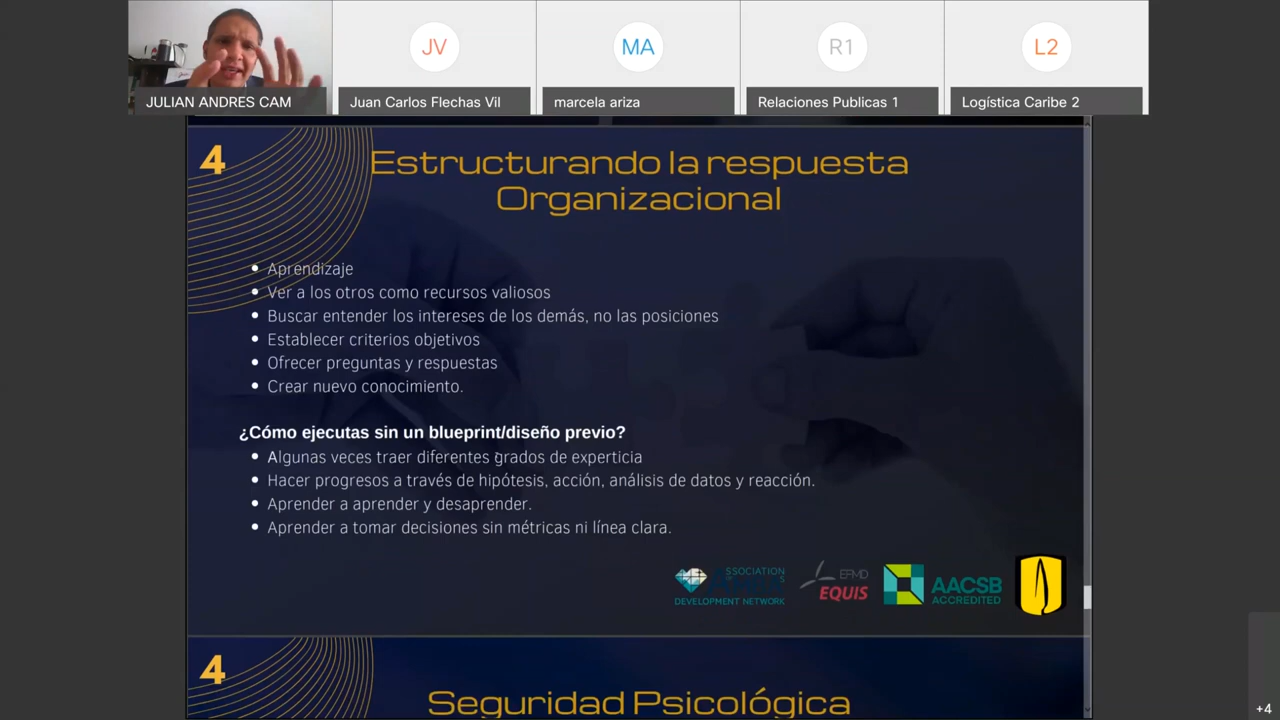 JV
MA
R1
L2
JULIAN ANDRES CAM
Juan Carlos Flechas Vil
marcela ariza
Relaciones Publicas 1
Logística Caribe 2
4
Estructurando la respuesta
Organizacional
Aprendizaje
Ver a los otros como recursos valiosos
Buscar entender los intereses de los demás, no las posiciones
Establecer criterios objetivos
Ofrecer preguntas y respuestas
Crear nuevo conocimiento.
¿Cómo ejecutas sin un blueprint/diseño previo?
Algunas veces traer diferentes grados de experticia
Hacer progresos a través de hipótesis, acción, análisis de datos y reacción.
Aprender a aprender y desaprender.
Aprender a tomar decisiones sin métricas ni línea clara.
SSOCIATION
DEVELOPMENT NETWORK
EFMD
EQUIS
AACSB
ACCREDITED
4
Seguridad Psicológica
+4